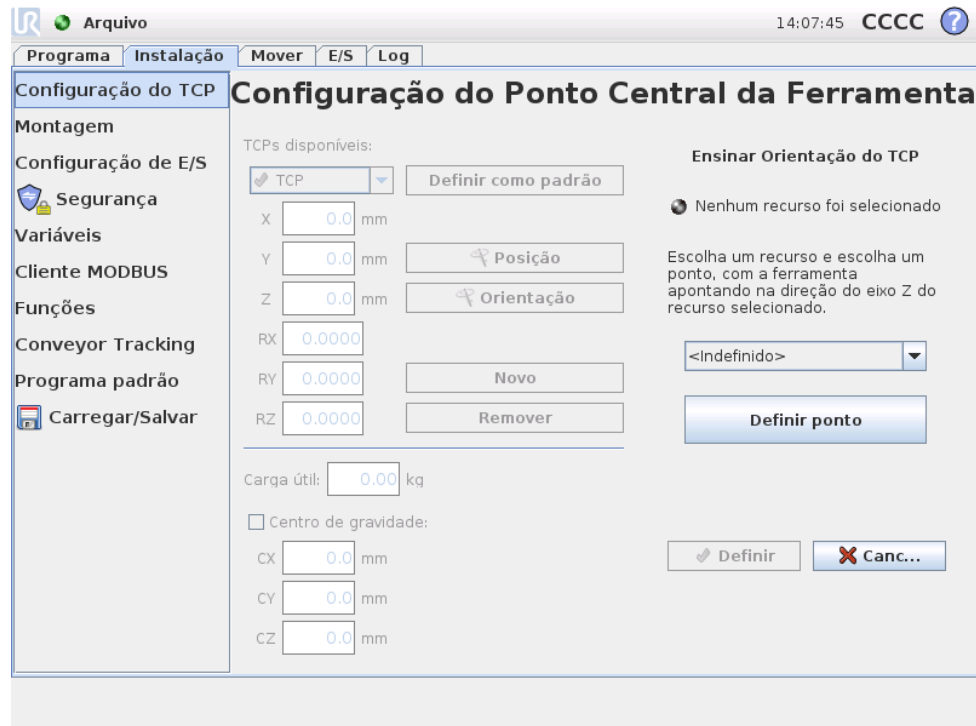 UR Arquivo 14:07:45 CCCC ?
Programa Instalação Mover E/S Log
Configuração do TCP
Montagem
Configuração de E/S
Segurança
Variáveis
Cliente MODBUS
Funções
Conveyor Tracking
Programa padrão
Carregar/Salvar
Configuração do Ponto Central da Ferramenta
TCPs disponíveis:
TCP Definir como padrão
X 0.0 mm
Y 0.0 mm Posição
Z 0.0 mm Orientação
RX 0.0000
RY 0.0000 Novo
RZ 0.0000 Remover
Carga útil: 0.00 kg
Centro de gravidade:
CX 0.0 mm
CY 0.0 mm
CZ 0.0 mm
Ensinar Orientação do TCP
Nenhum recurso foi selecionado
Escolha um recurso e escolha um
ponto, com a ferramenta
apontando na direção do eixo Z do
recurso selecionado.
<Indefinido>
Definir ponto
Definir Canc...